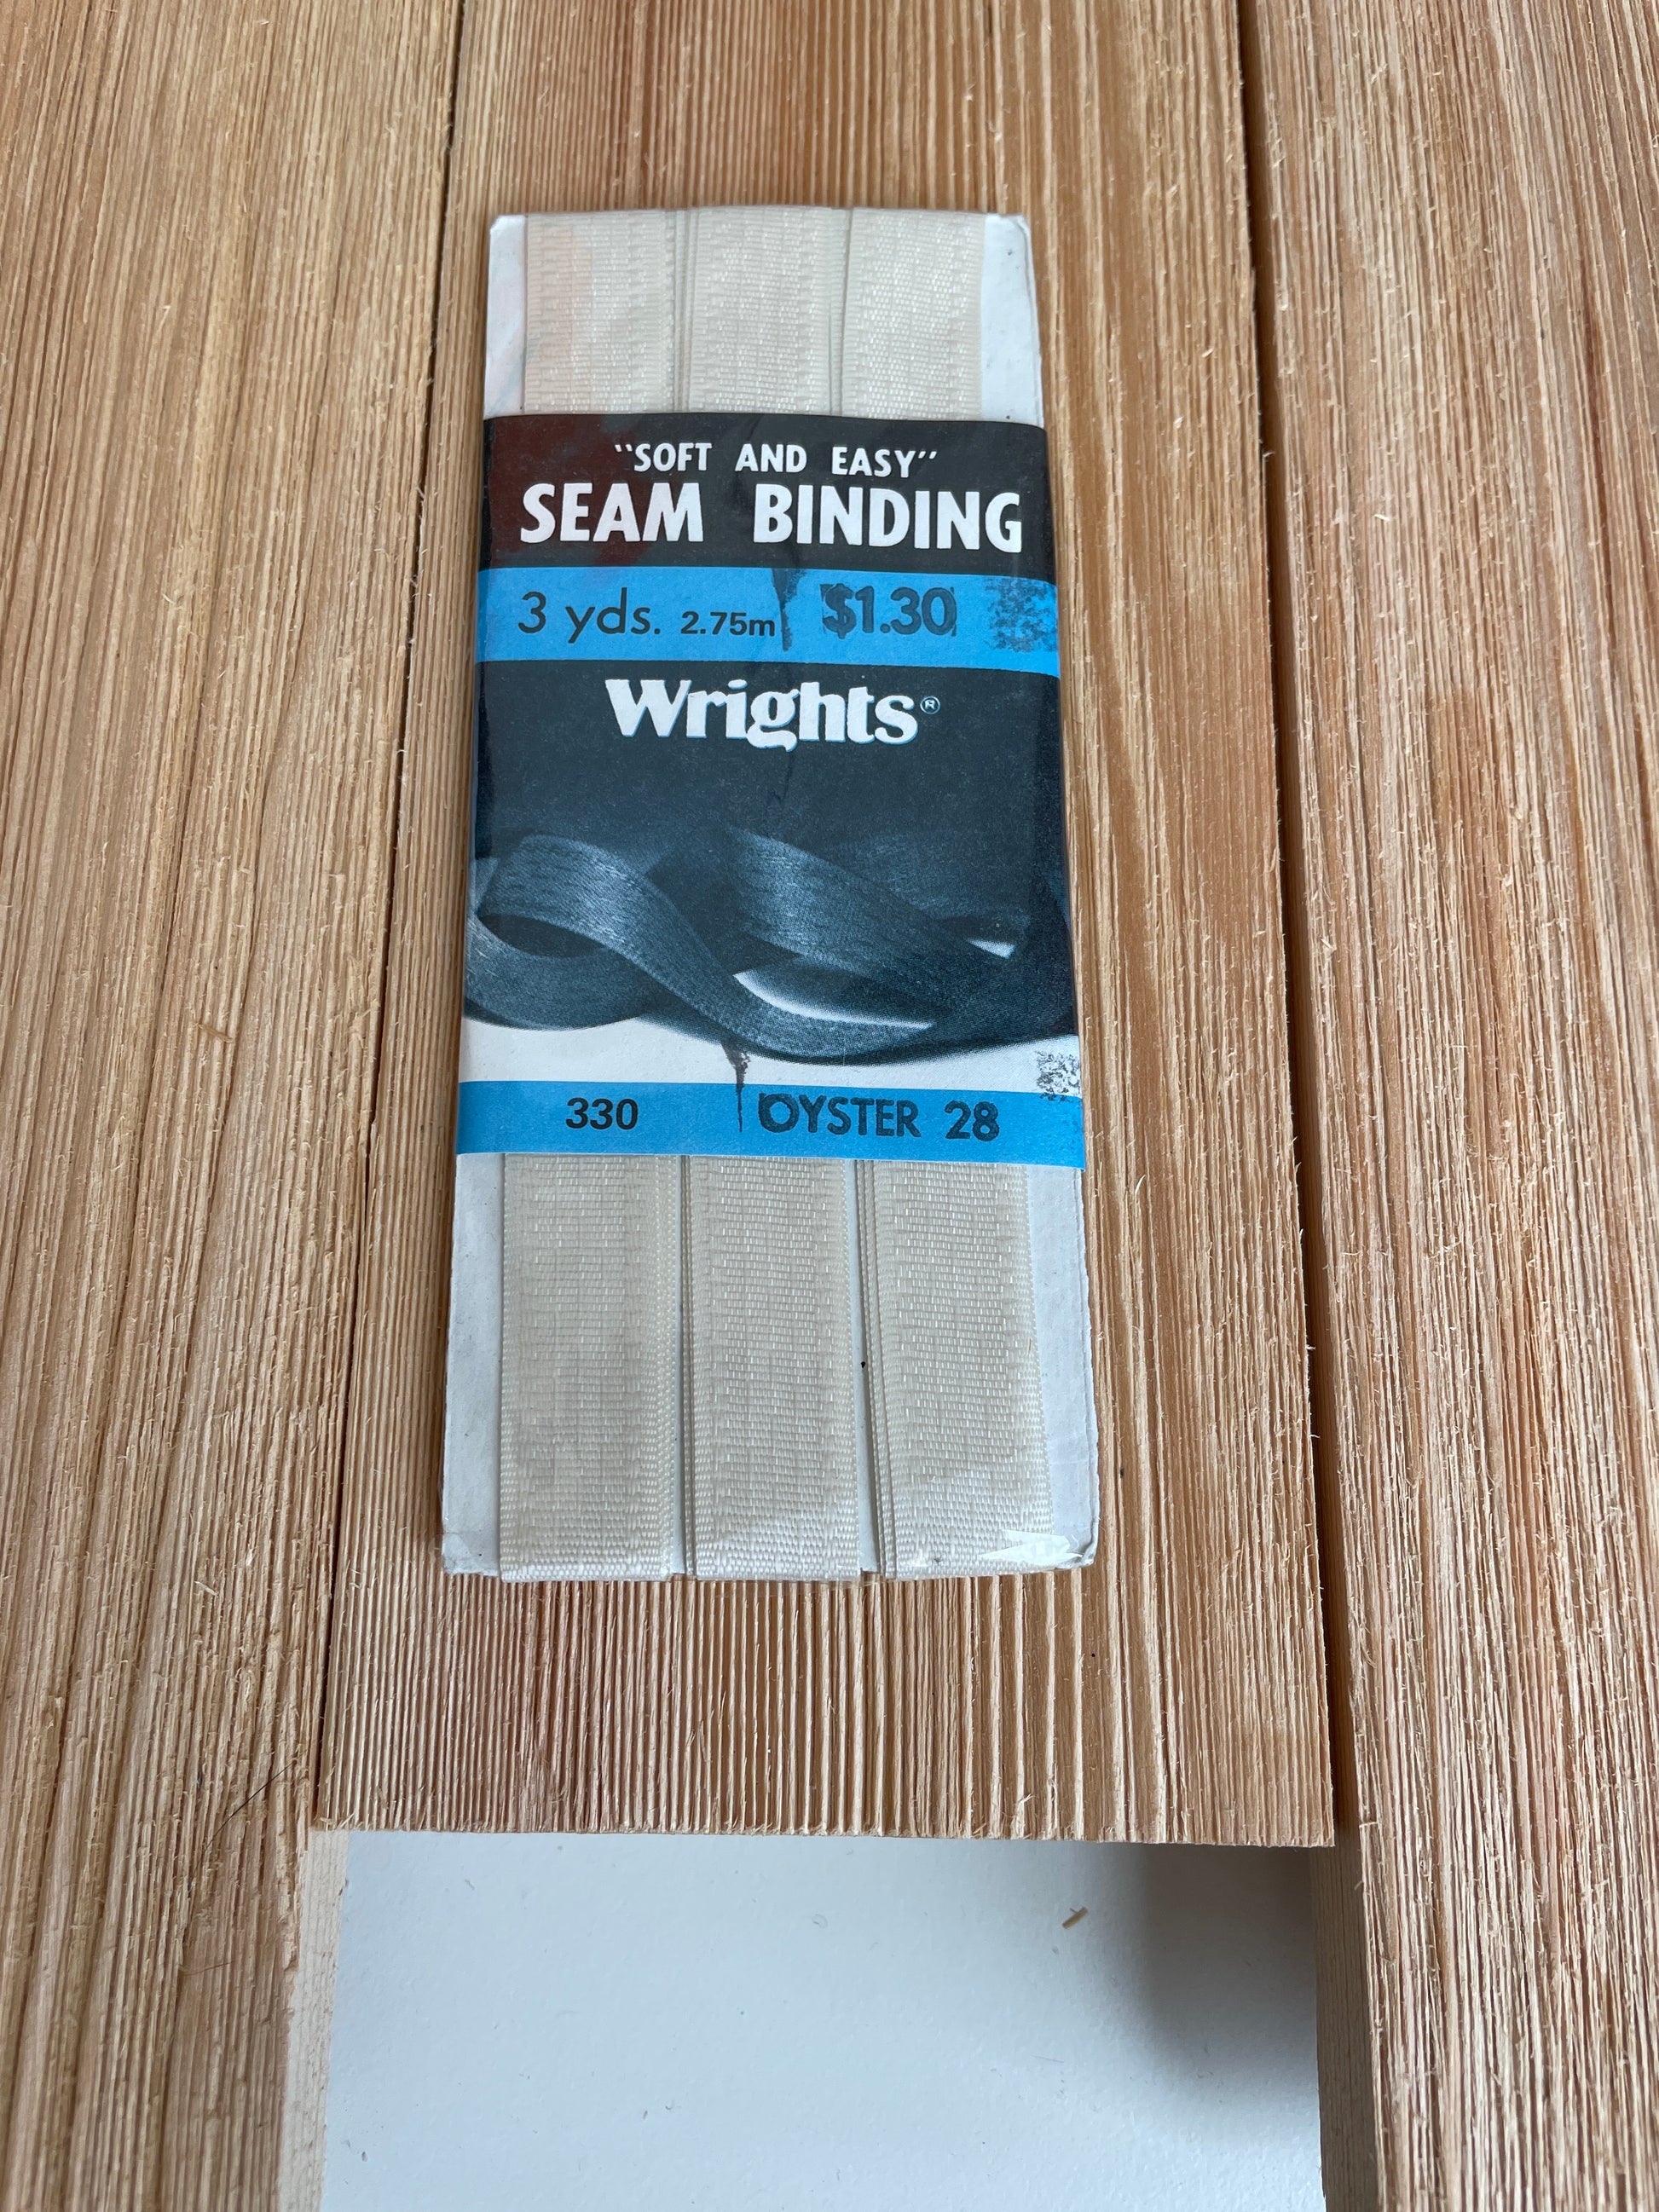 "SOFT AND EASY"
SEAM BINDING
3 yds. 2.75m $1.30
Wrights®
330 OYSTER 28